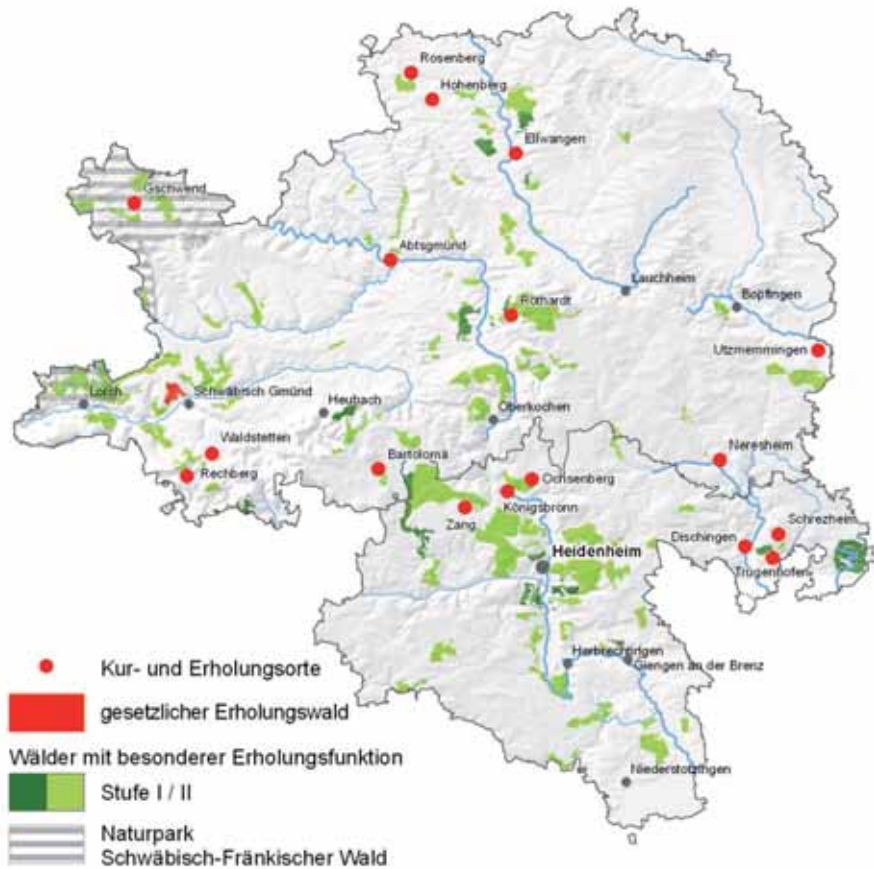 Rosenberg
Hohenberg
Ellwangen
Gschwend
Abtsgmünd
Lauchheim
Bopfingen
Röthardt
Utzmemmingen
Lorch
Schwäbisch Gmünd
Heubach
Oberkochen
Waldstetten
Rechberg
Bartolomä
Neresheim
Ochsenberg
Königsbronn
Zang
Schrezheim
Dischingen
Trugenhofen
Heidenheim
Herbrechtingen
Giengen an der Brenz
Niederstotzingen
Kur- und Erholungsorte
gesetzlicher Erholungswald
Wälder mit besonderer Erholungsfunktion
Stufe I / II
Naturpark
Schwäbisch-Fränkischer Wald